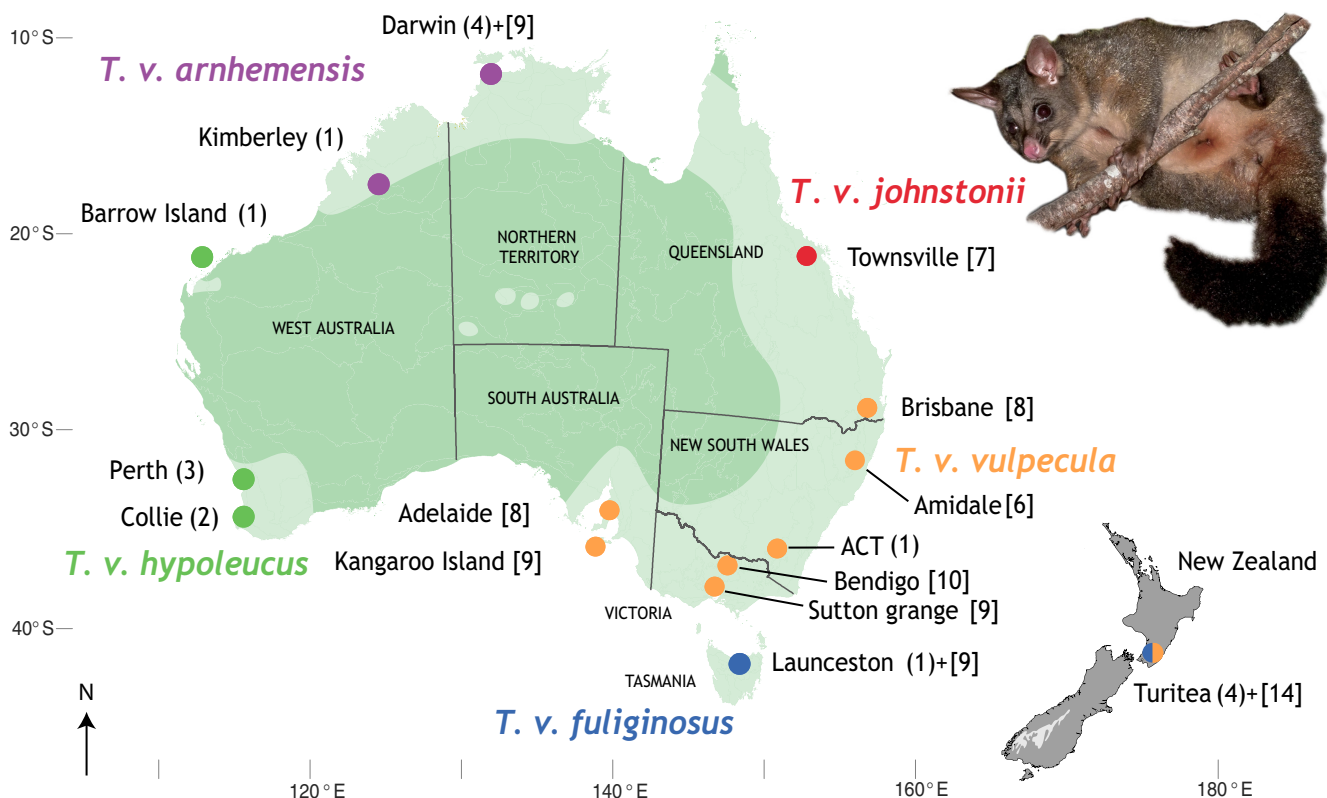 10°S
Darwin (4)+[9]
T. v. arnhemensis
Kimberley (1)
T. v. johnstonii
Barrow Island (1)
20°S
NORTHERN
TERRITORY
QUEENSLAND
Townsville [7]
WEST AUSTRALIA
SOUTH AUSTRALIA
Brisbane [8]
30°S
NEW SOUTH WALES
T. v. vulpecula
Perth (3)
Amidale [6]
Collie (2)
Adelaide [8]
ACT (1)
T. v. hypoleucus
Kangaroo Island [9]
New Zealand
Bendigo [10]
VICTORIA
Sutton grange [9]
40°S
Launceston (1)+[9]
TASMANIA
N
Turitea (4)+[14]
T. v. fuliginosus
120°E
140°E
160°E
180°E